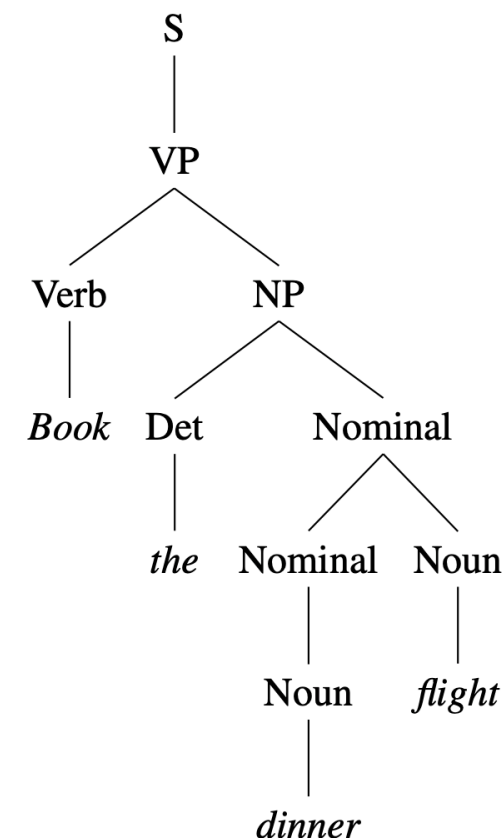 S
VP
Verb NP
Book Det Nominal
the Nominal Noun
Noun flight
dinner